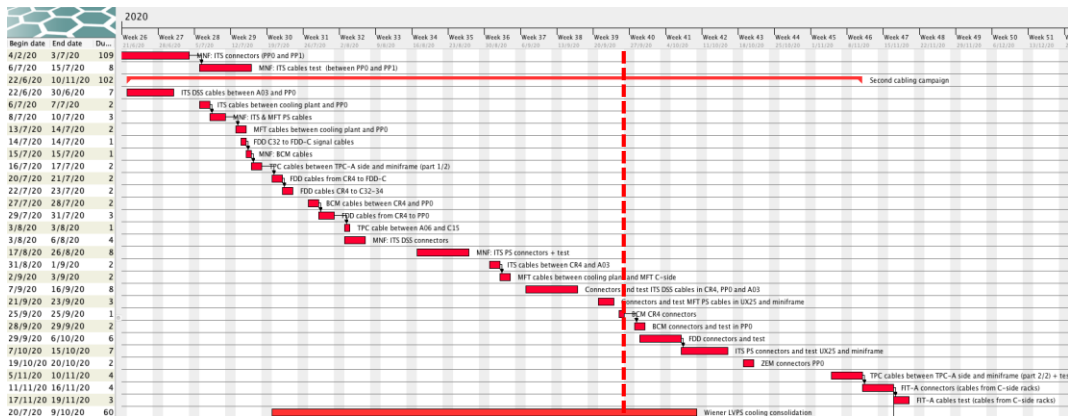 2020
Begin date End date Du... Week 26 Week 27 Week 28 Week 29 Week 30 Week 31 Week 32 Week 33 Week 34 Week 35 Week 36 Week 37 Week 38 Week 39 Week 40 Week 41 Week 42 Week 43 Week 44 Week 45 Week 46 Week 47 Week 48 Week 49 Week 50 Week 51
4/2/20 3/7/20 109 MNF: ITS connectors (PP0 and PP1)
6/7/20 15/7/20 8 MNF: ITS cables test (between PP0 and PP1)
22/6/20 10/11/20 102 Second cabling campaign
22/6/20 30/6/20 7 ITS DSS cables between A03 and PP0
6/7/20 7/7/20 2 ITS cables between cooling plant and PP0
8/7/20 10/7/20 3 MNF: ITS & MFT PS cables
13/7/20 14/7/20 2 MFT cables between cooling plant and PP0
14/7/20 14/7/20 1 FDD C32 to FDD-C signal cables
15/7/20 15/7/20 1 MNF: BCM cables
16/7/20 17/7/20 2 TPC cables between TPC-A side and miniframe (part 1/2)
20/7/20 21/7/20 2 FDD cables from CR4 to FDD-C
22/7/20 23/7/20 2 FDD cables CR4 to C32-34
27/7/20 28/7/20 2 BCM cables between CR4 and PP0
29/7/20 31/7/20 3 FDD cables from CR4 to PP0
3/8/20 3/8/20 1 TPC cable between A06 and C15
3/8/20 6/8/20 4 MNF: ITS DSS connectors
17/8/20 26/8/20 8 MNF: ITS PS connectors + test
31/8/20 1/9/20 2 ITS cables between CR4 and A03
2/9/20 3/9/20 2 MFT cables between cooling plant and MFT C-side
7/9/20 16/9/20 8 Connectors and test ITS DSS cables in CR4, PP0 and A03
21/9/20 23/9/20 3 Connectors and test MFT PS cables in UX25 and miniframe
25/9/20 25/9/20 1 BCM CR4 connectors
28/9/20 29/9/20 2 BCM connectors and test in PP0
29/9/20 6/10/20 6 FDD connectors and test
7/10/20 15/10/20 7 ITS PS connectors and test UX25 and miniframe
19/10/20 20/10/20 2 ZEM connectors PP0
5/11/20 10/11/20 4 TPC cables between TPC-A side and miniframe (part 2/2) + tes
11/11/20 16/11/20 4 FIT-A connectors (cables from C-side racks)
17/11/20 19/11/20 3 FIT-A cables test (cables from C-side racks)
20/7/20 9/10/20 60 Wiener LVPS cooling consolidation